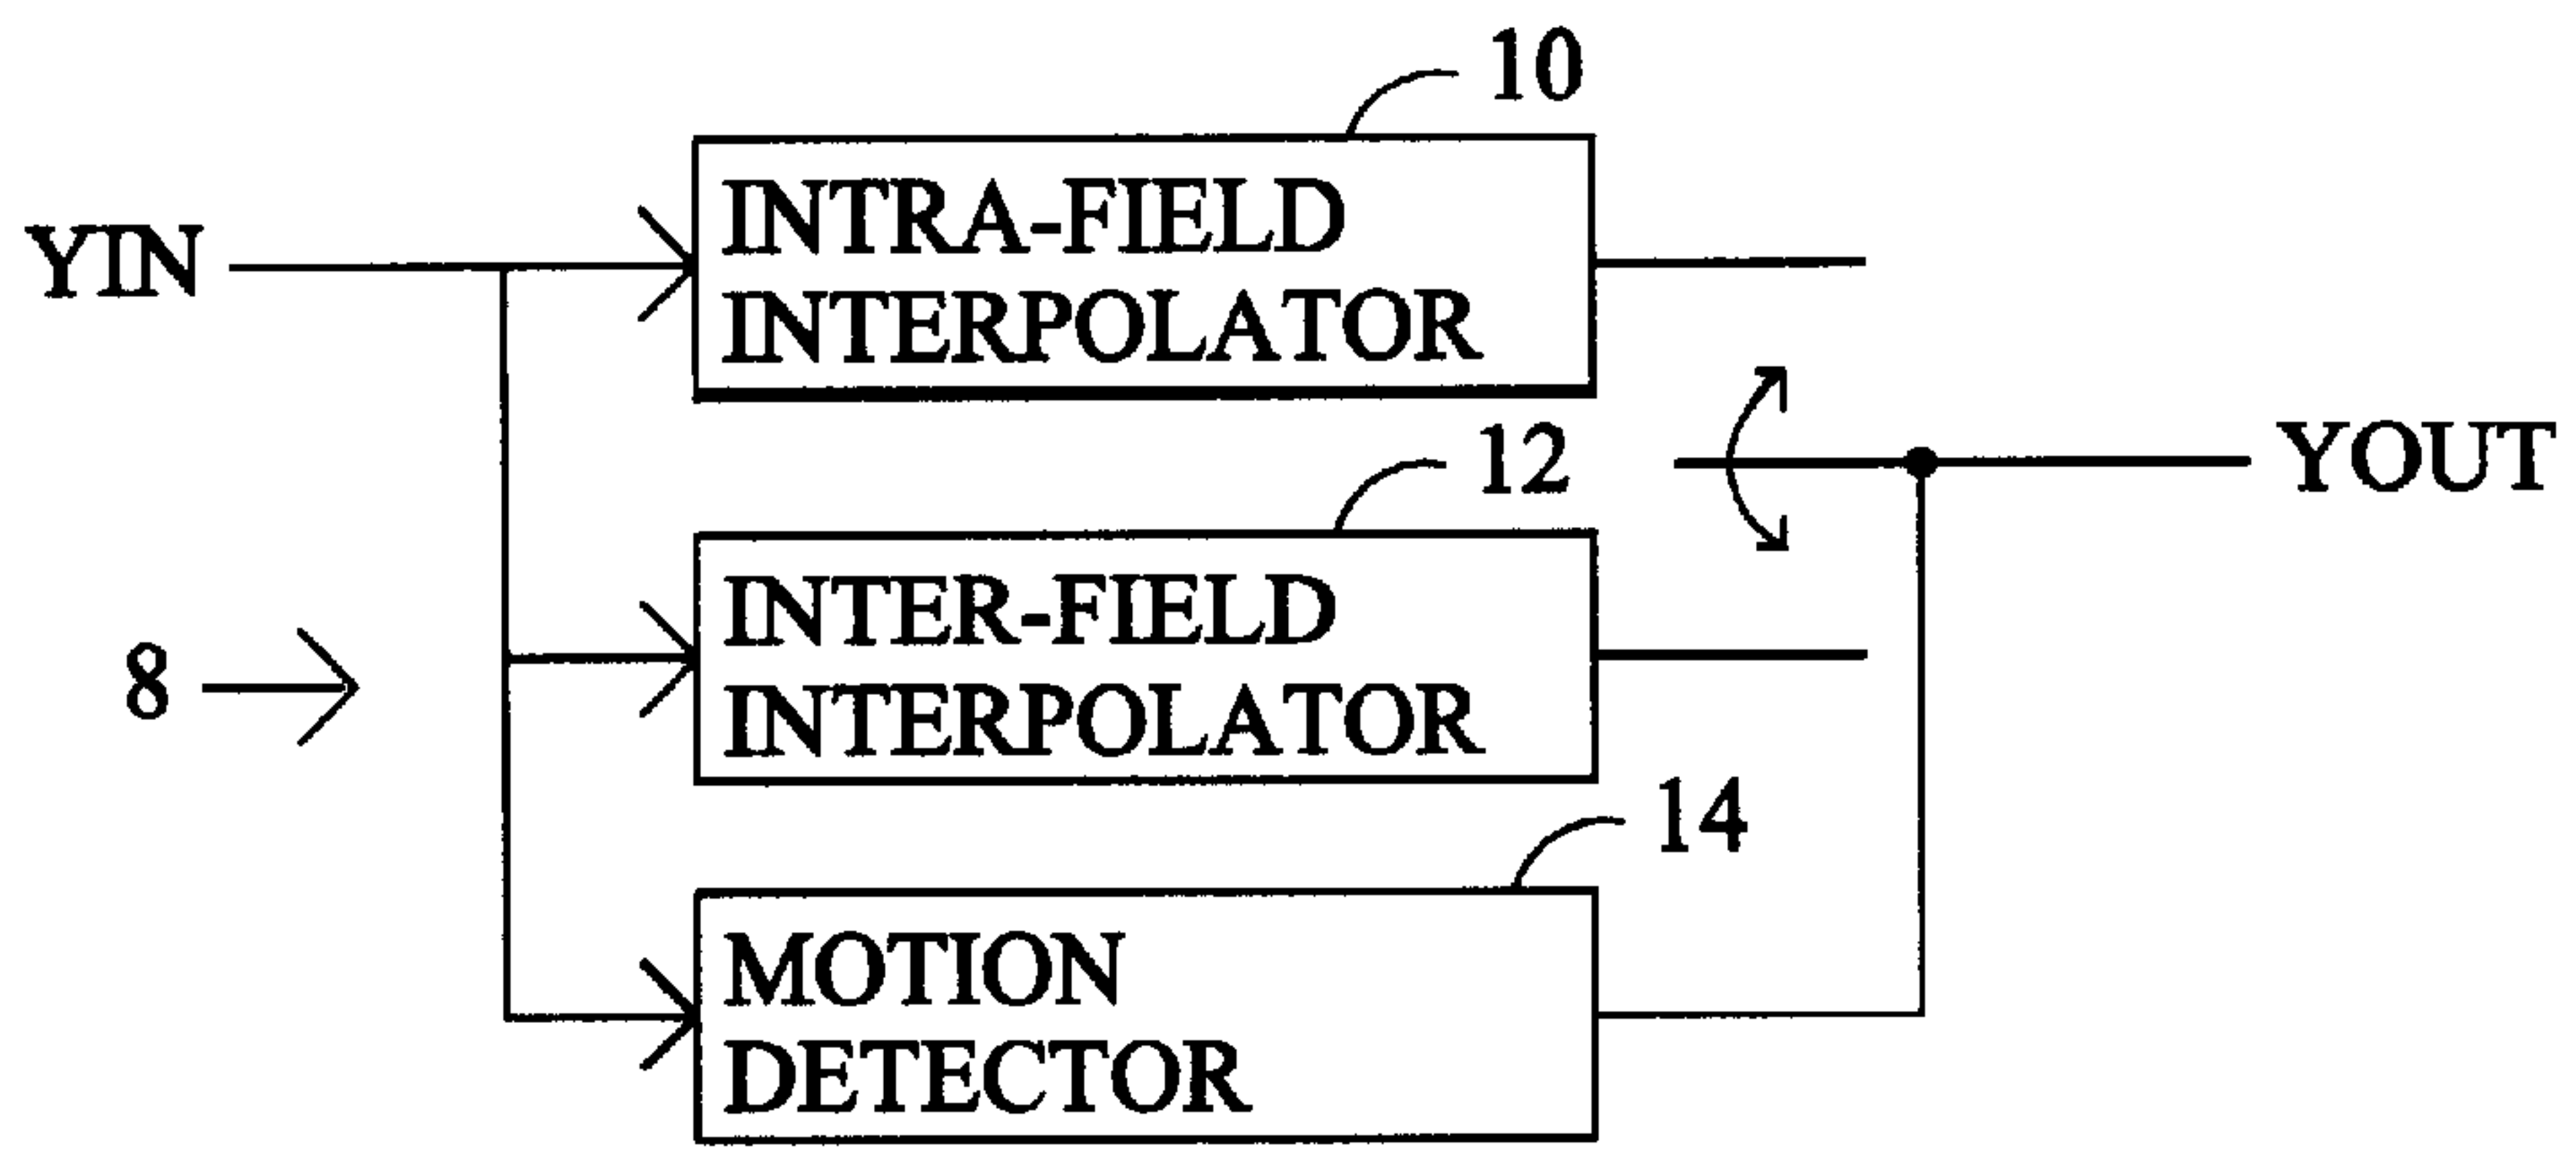 10
INTRA-FIELD
INTERPOLATOR
YIN
12
YOUT
INTER-FIELD
INTERPOLATOR
8
14
MOTION
DETECTOR